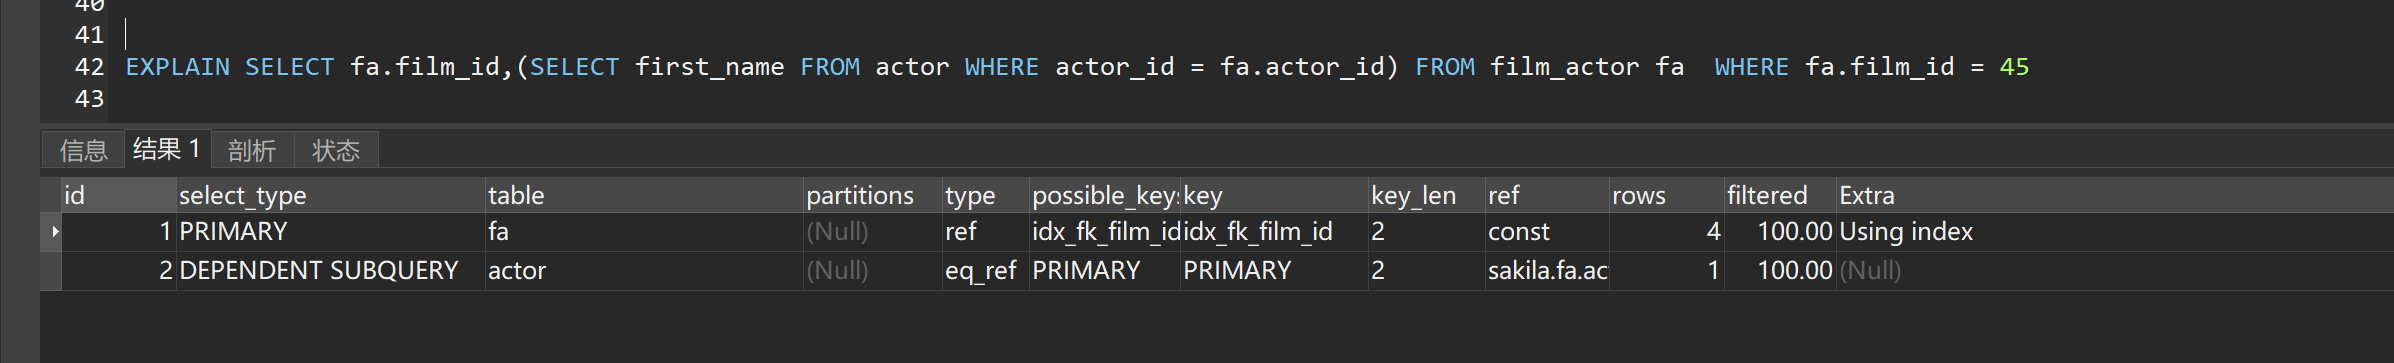 40
41
42 EXPLAIN SELECT fa.film_id,(SELECT first_name FROM actor WHERE actor_id = fa.actor_id) FROM film_actor fa  WHERE fa.film_id = 45
43
信息 结果 1 剖析 状态
id select_type table partitions type possible_keys key key_len ref rows filtered Extra
1 PRIMARY fa (Null) ref idx_fk_film_id idx_fk_film_id 2 const 4 100.00 Using index
2 DEPENDENT SUBQUERY actor (Null) eq_ref PRIMARY PRIMARY 2 sakila.fa.ac 1 100.00 (Null)